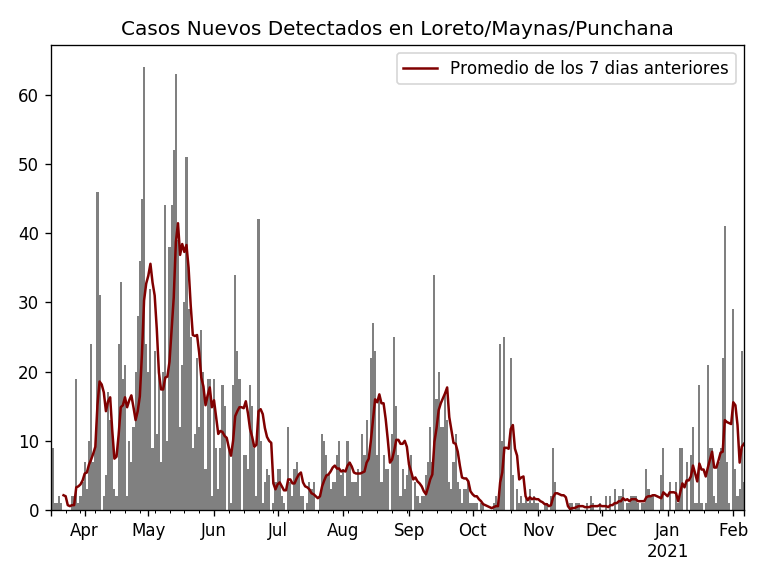 Casos Nuevos Detectados en Loreto/Maynas/Punchana
Promedio de los 7 dias anteriores
60
50
40
30
20
10
0
Apr May Jun Jul Aug Sep Oct Nov Dec Jan Feb
2021